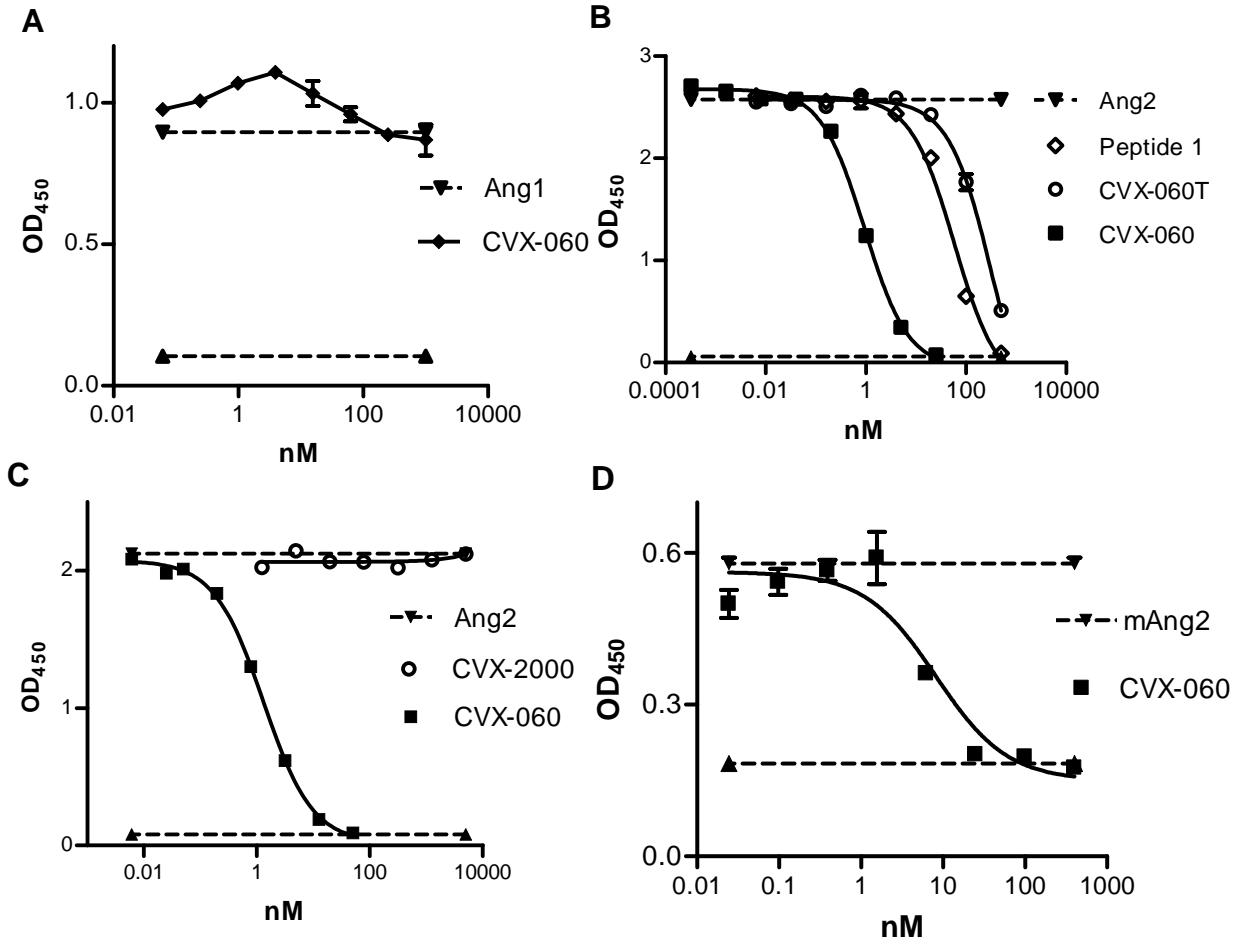 A
1.0
0.5
0.0
0.01
1
100
10000
nM
OD450
Ang1
CVX-060
B
3
2
1
0
0.0001
0.01
1
100
10000
nM
OD450
Ang2
Peptide 1
CVX-060T
CVX-060
C
2
1
0
0.01
1
100
10000
nM
OD450
Ang2
CVX-2000
CVX-060
D
0.6
0.3
0.0
0.01
0.1
1
10
100
1000
nM
OD450
mAng2
CVX-060